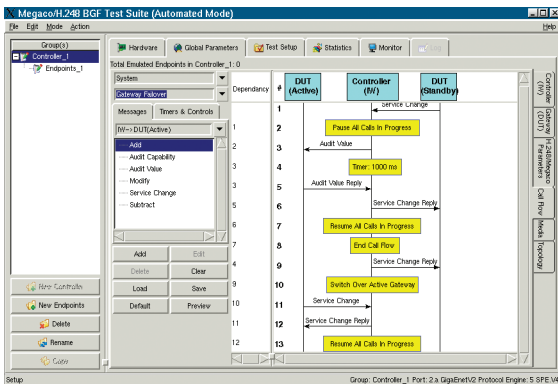 Megaco/H.248 BGF Test Suite (Automated Mode)
File Edit Mode Action Help
Group(s)
Controller_1
Endpoints_1
New Endpoints
Delete
Rename
Hardware Global Parameters Test Setup Statistics Monitor
Total Emulated Endpoints in Controller_1: 0
System
Gateway Failover
Messages Timers & Controls
IW-> DUT(Active)
Add
Audit Capability
Audit Value
Modify
Service Change
Subtract
Add Edit
Delete Clear
Load Save
Default Preview
Dependancy # DUT (Active) Controller (IW) DUT (Standby)
1 Service Change
1 2 Pause All Calls In Progress
2 3 Audit Value
3 4 Timer: 1000 ms
3 5 Audit Value Reply
5 6 Service Change Reply
6 7 Resume All Calls In Progress
7 8 End Call Flow
4 9 Service Change Reply
9 10 Switch Over Active Gateway
10 11 Service Change
11 12 Service Change Reply
12 13 Resume All Calls In Progress
Controller (IW)
Gateway (DUT)
H.248/Megaco Parameters
Call Flow
Media
Topology
Setup
Group: Controller_1 Port: 2.a GigaEnetV2 Protocol Engine: 5 SPE.V4